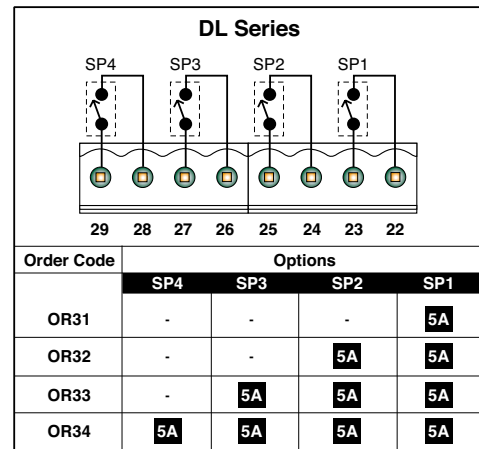 DL Series
SP4 SP3 SP2 SP1
29 28 27 26 25 24 23 22
Order Code Options
SP4 SP3 SP2 SP1
OR31 - - - 5A
OR32 - - 5A 5A
OR33 - 5A 5A 5A
OR34 5A 5A 5A 5A